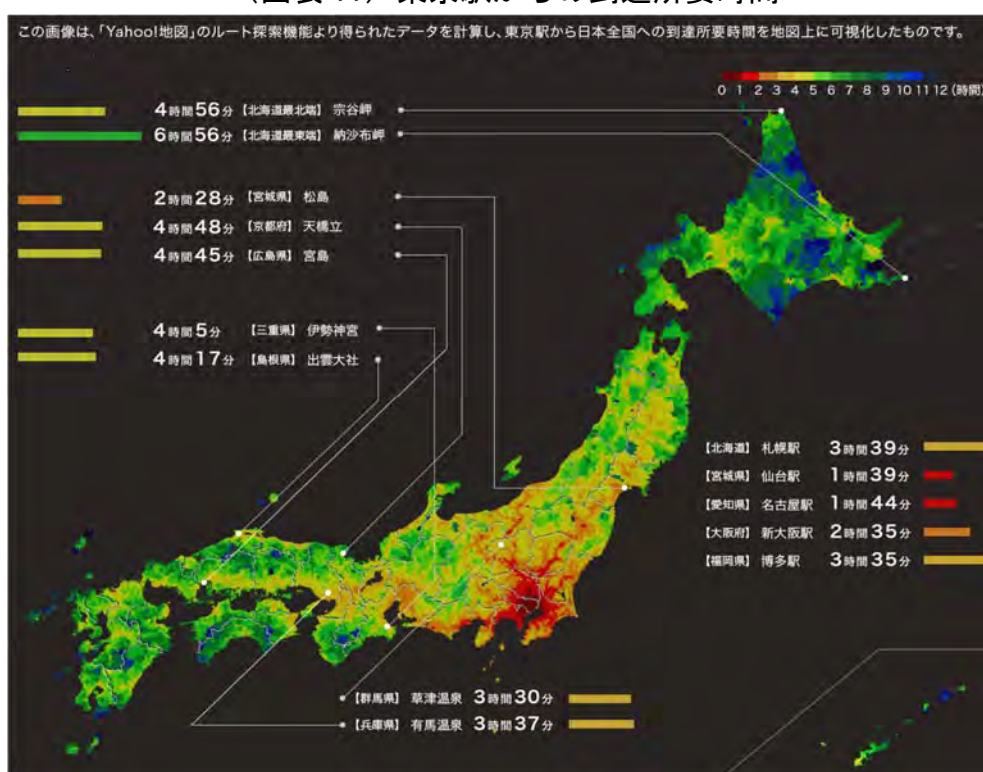 この画像は、「Yahoo!地図」のルート探索機能より得られたデータを計算し、東京駅から日本全国への到達所要時間を地図上に可視化したものです。
0 1 2 3 4 5 6 7 8 9 10 11 12 (時間)
4時間56分 【北海道最北端】 宗谷岬
6時間56分 【北海道最東端】 納沙布岬
2時間28分 【宮城県】 松島
4時間48分 【京都府】 天橋立
4時間45分 【広島県】 宮島
4時間5分 【三重県】 伊勢神宮
4時間17分 【島根県】 出雲大社
【北海道】 札幌駅 3時間39分
【宮城県】 仙台駅 1時間39分
【愛知県】 名古屋駅 1時間44分
【大阪府】 新大阪駅 2時間35分
【福岡県】 博多駅 3時間35分
【群馬県】 草津温泉 3時間30分
【兵庫県】 有馬温泉 3時間37分